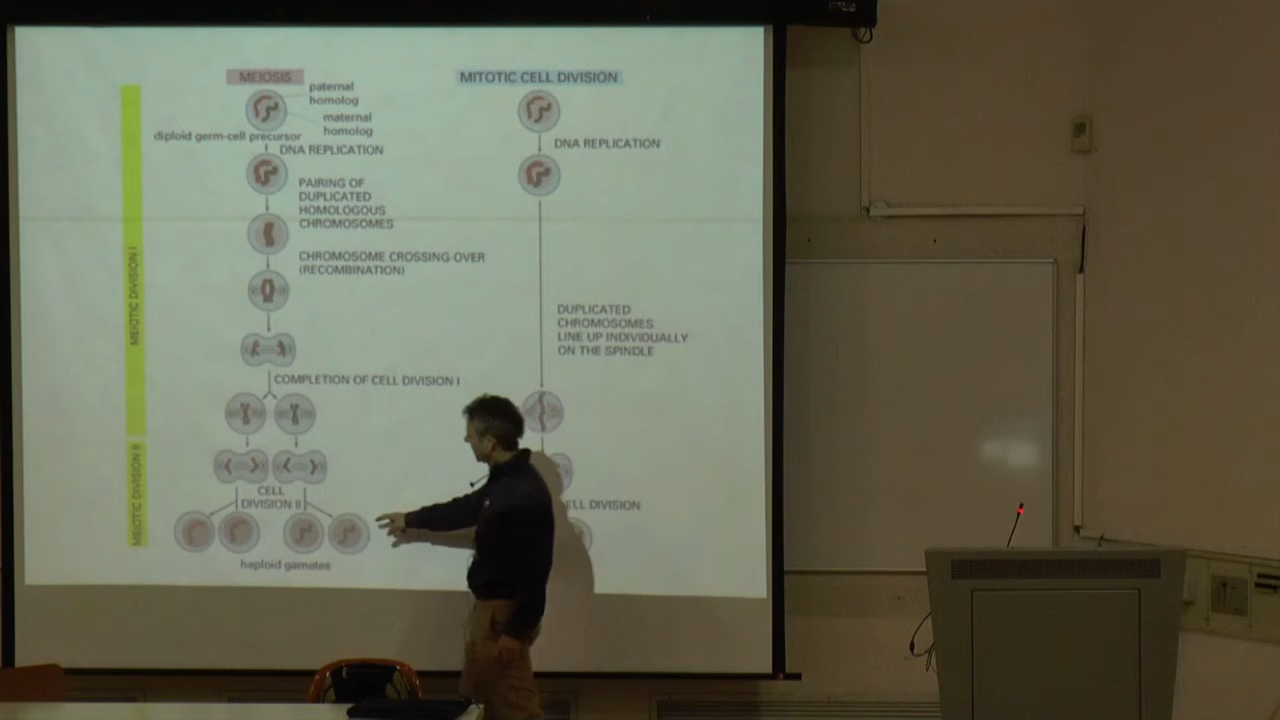 MEIOSIS
paternal
homolog
maternal
homolog
diploid germ-cell precursor
DNA REPLICATION
PAIRING OF
DUPLICATED
HOMOLOGOUS
CHROMOSOMES
CHROMOSOME CROSSING-OVER
(RECOMBINATION)
COMPLETION OF CELL DIVISION I
CELL
DIVISION II
haploid gametes
MEIOTIC DIVISION I
MEIOTIC DIVISION II
MITOTIC CELL DIVISION
DNA REPLICATION
DUPLICATED
CHROMOSOMES
LINE UP INDIVIDUALLY
ON THE SPINDLE
DIVISION